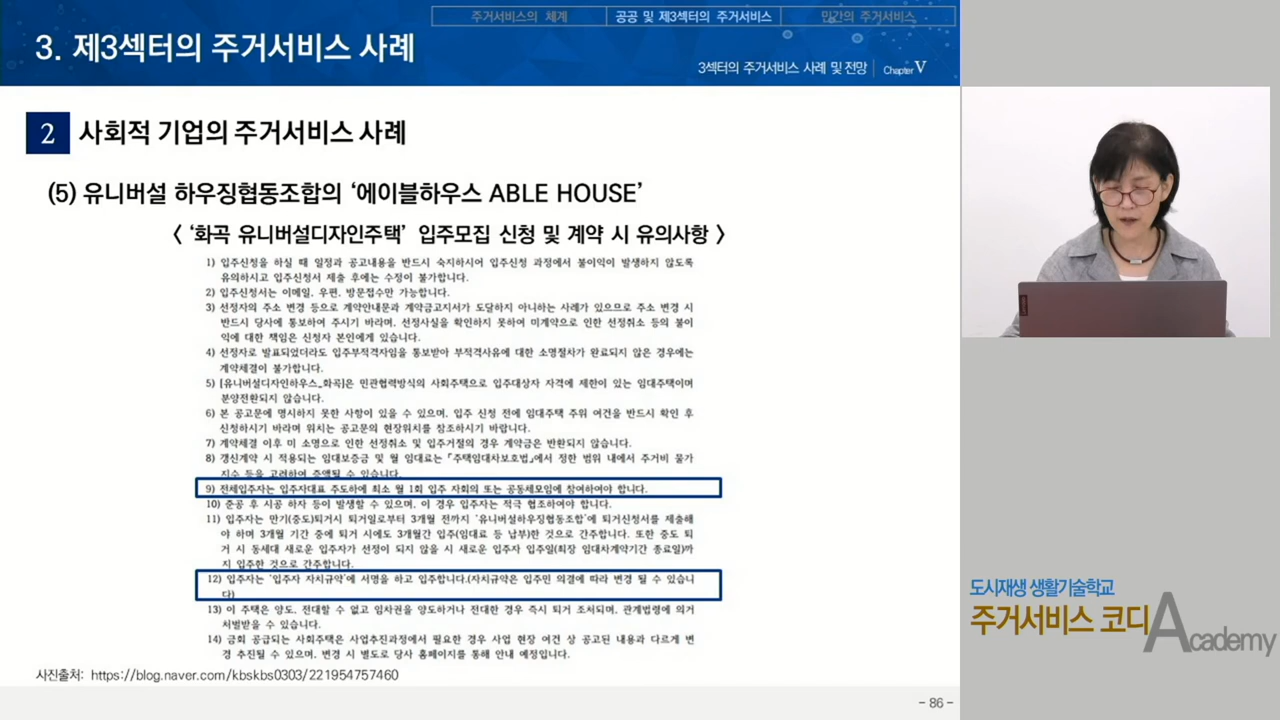 주거서비스의 체계
공공 및 제3섹터의 주거서비스
민간의 주거서비스
3. 제3섹터의 주거서비스 사례
3섹터의 주거서비스 사례 및 전망
Chapter V
2 사회적 기업의 주거서비스 사례
(5) 유니버설 하우징협동조합의 ‘에이블하우스 ABLE HOUSE’
〈 ‘화곡 유니버설디자인주택’ 입주모집 신청 및 계약 시 유의사항 〉
1) 입주신청을 하실 때 일정과 공고내용을 반드시 숙지하시어 입주신청 과정에서 불이익이 발생하지 않도록
유의하시고 입주신청서 제출 후에는 수정이 불가합니다.
2) 입주신청서는 이메일, 우편, 방문접수만 가능합니다.
3) 선정자의 주소 변경 등으로 계약안내문과 계약금고지서가 도달하지 아니하는 사례가 있으므로 주소 변경 시
반드시 당사에 통보하여 주시기 바라며, 선정사실을 확인하지 못하여 미계약으로 인한 선정취소 등의 불이
익에 대한 책임은 신청자 본인에게 있습니다.
4) 선정자로 발표되었더라도 입주부적격자임을 통보받아 부적격사유에 대한 소명절차가 완료되지 않은 경우에는
계약체결이 불가합니다.
5) [유니버설디자인하우스_화곡]은 민관협력방식의 사회주택으로 입주대상자 자격에 제한이 있는 임대주택이며
분양전환되지 않습니다.
6) 본 공고문에 명시하지 못한 사항이 있을 수 있으며, 입주 신청 전에 임대주택 주위 여건을 반드시 확인 후
신청하시기 바라며 위치는 공고문의 현장위치를 참조하시기 바랍니다.
7) 계약체결 이후 미 소명으로 인한 선정취소 및 입주거절의 경우 계약금은 반환되지 않습니다.
8) 갱신계약 시 적용되는 임대보증금 및 월 임대료는 「주택임대차보호법」에서 정한 범위 내에서 주거비 물가
지수 등을 고려하여 증액될 수 있습니다.
9) 전체입주자는 입주자대표 주도하에 최소 월 1회 입주 자회의 또는 공동체모임에 참여하여야 합니다.
10) 준공 후 시공 하자 등이 발생할 수 있으며, 이 경우 입주자는 적극 협조하여야 합니다.
11) 입주자는 만기(중도)퇴거시 퇴거일로부터 3개월 전까지 '유니버설하우징협동조합'에 퇴거신청서를 제출해
야 하며 3개월 기간 중에 퇴거 시에도 3개월간 입주(임대료 등 납부)한 것으로 간주합니다. 또한 중도 퇴
거 시 동세대 새로운 입주자가 선정이 되지 않을 시 새로운 입주자 입주일(최장 임대차계약기간 종료일)까
지 입주한 것으로 간주합니다.
12) 입주자는 '입주자 자치규약'에 서명을 하고 입주합니다.(자치규약은 입주민 의결에 따라 변경 될 수 있습니
다)
13) 이 주택은 양도, 전대할 수 없고 임차권을 양도하거나 전대한 경우 즉시 퇴거 조처되며, 관계법령에 의거
처벌받을 수 있습니다.
14) 금회 공급되는 사회주택은 사업추진과정에서 필요한 경우 사업 현장 여건 상 공고된 내용과 다르게 변
경 추진될 수 있으며, 변경 시 별도로 당사 홈페이지를 통해 안내 예정입니다.
사진출처: https://blog.naver.com/kbskbs0303/221954757460
- 86 -
도시재생 생활기술학교
주거서비스 코디 Academy